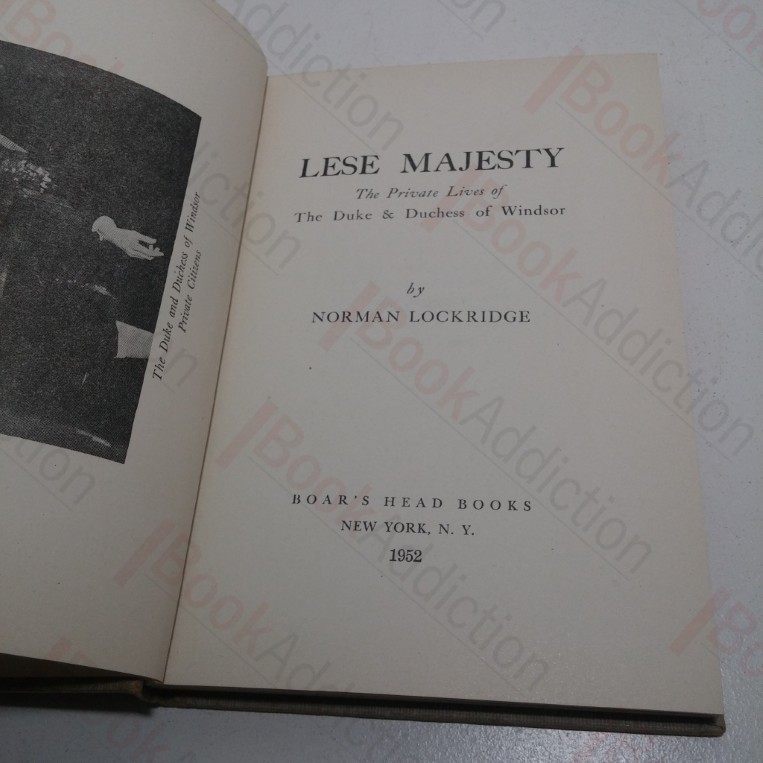 The Duke and Duchess of Windsor
Private Citizens
LESE MAJESTY
The Private Lives of
The Duke & Duchess of Windsor
by
NORMAN LOCKRIDGE
BOAR'S HEAD BOOKS
NEW YORK, N. Y.
1952
BookAddiction